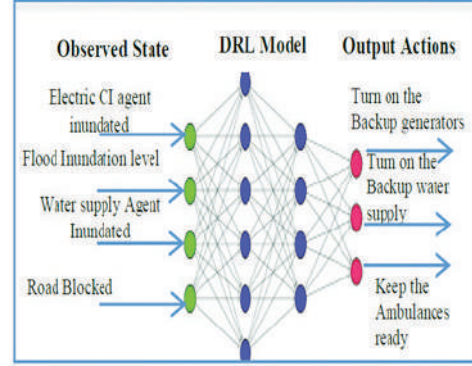 Observed State
DRL Model
Output Actions
Electric CI agent
inundated
Flood Inundation level
Water supply Agent
Inundated
Road Blocked
Turn on the
Backup generators
Turn on the
Backup water
supply
Keep the
Ambulances
ready